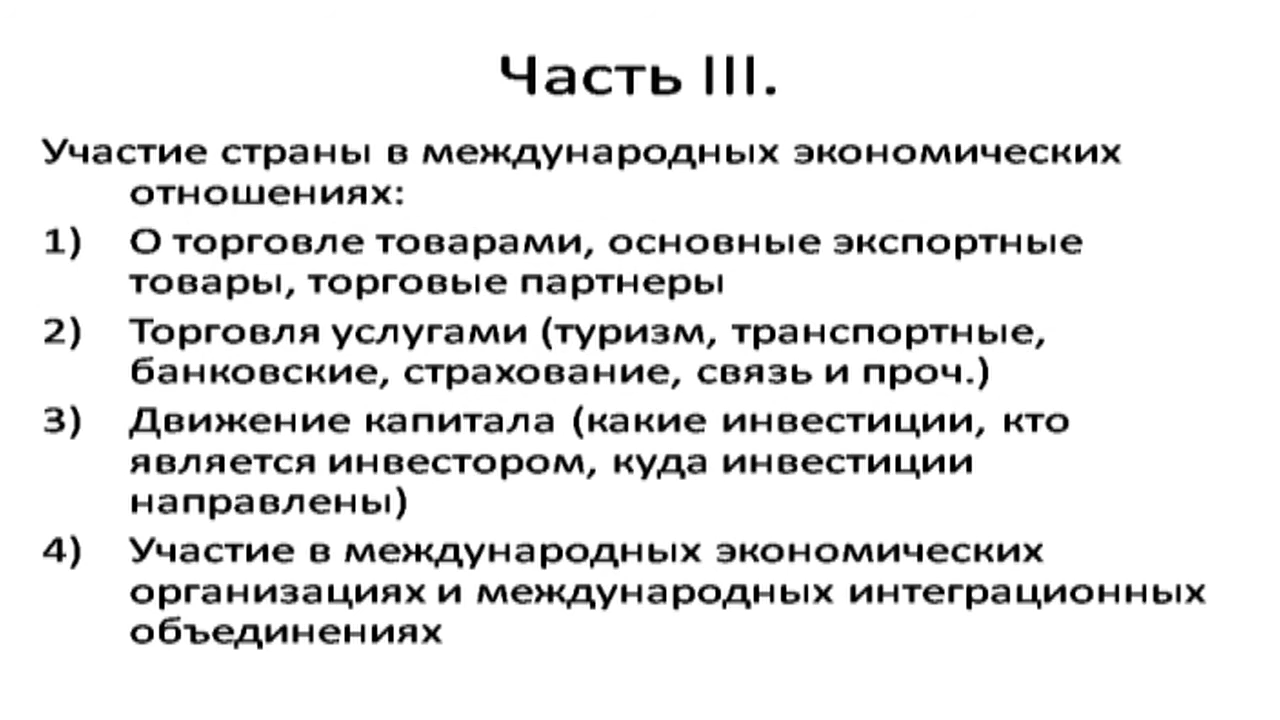 Часть III.
Участие страны в международных экономических
отношениях:
1) О торговле товарами, основные экспортные
товары, торговые партнеры
2) Торговля услугами (туризм, транспортные,
банковские, страхование, связь и проч.)
3) Движение капитала (какие инвестиции, кто
является инвестором, куда инвестиции
направлены)
4) Участие в международных экономических
организациях и международных интеграционных
объединениях